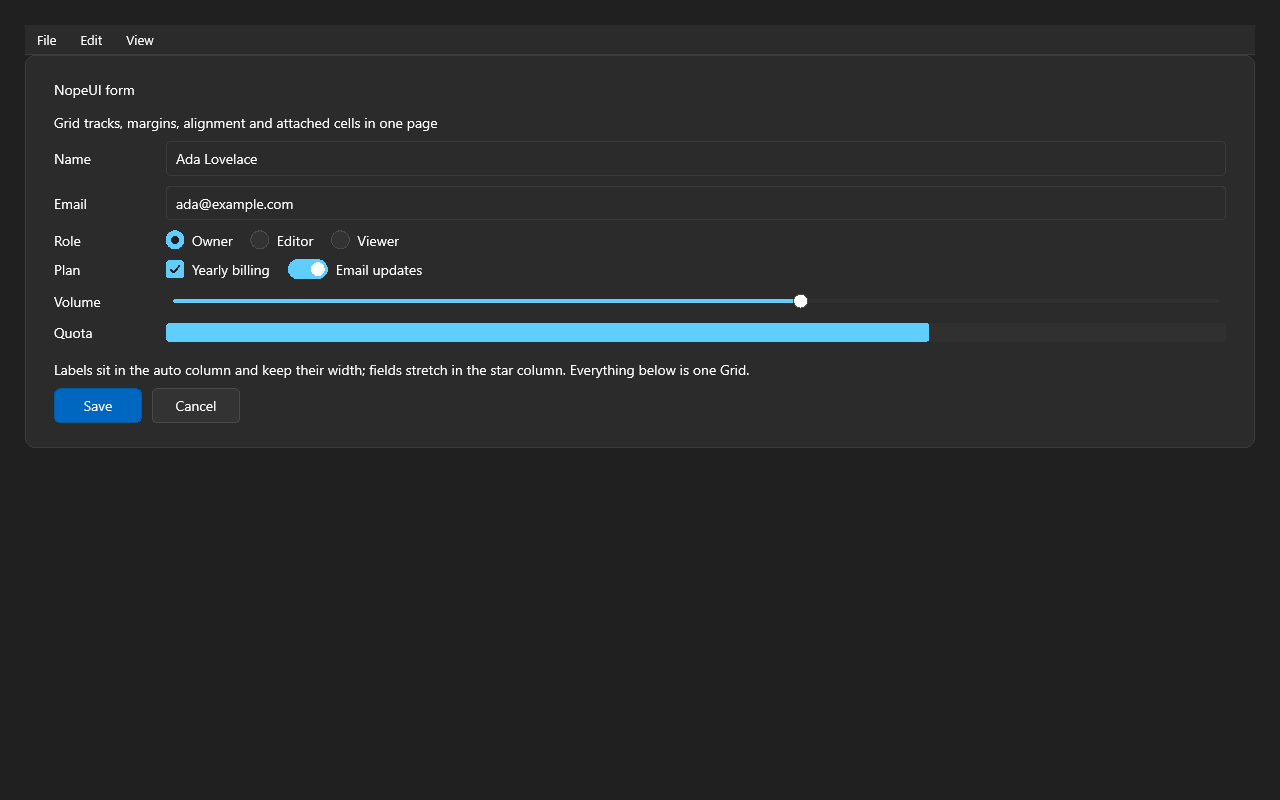 File Edit View
NopeUI form
Grid tracks, margins, alignment and attached cells in one page
Name Ada Lovelace
Email ada@example.com
Role Owner Editor Viewer
Plan Yearly billing Email updates
Volume
Quota
Labels sit in the auto column and keep their width; fields stretch in the star column. Everything below is one Grid.
Save Cancel